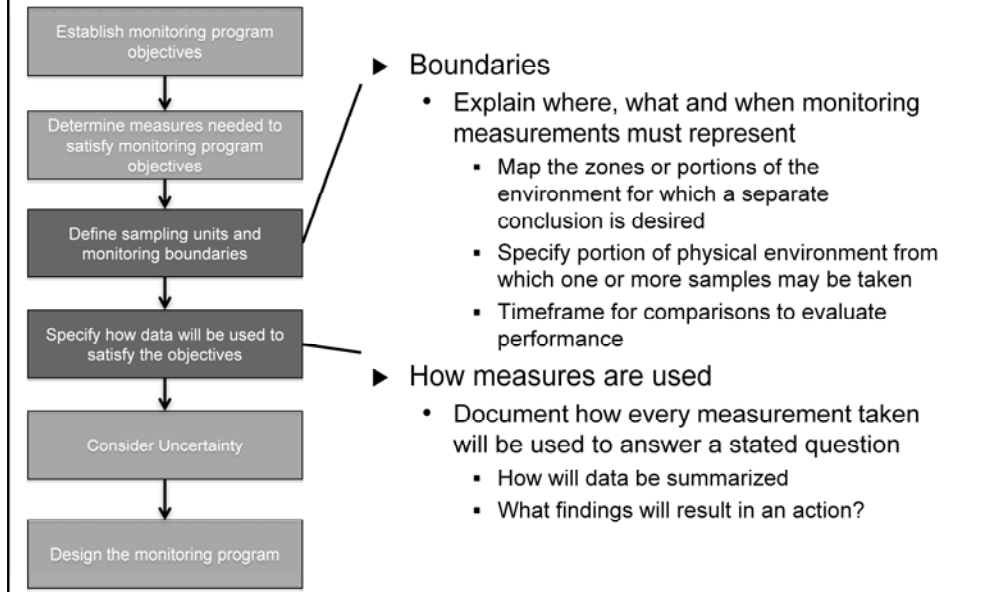 Establish monitoring program
objectives
Determine measures needed to
satisfy monitoring program
objectives
Define sampling units and
monitoring boundaries
Specify how data will be used to
satisfy the objectives
Consider Uncertainty
Design the monitoring program
► Boundaries
• Explain where, what and when monitoring
measurements must represent
▪ Map the zones or portions of the
environment for which a separate
conclusion is desired
▪ Specify portion of physical environment from
which one or more samples may be taken
▪ Timeframe for comparisons to evaluate
performance
► How measures are used
• Document how every measurement taken
will be used to answer a stated question
▪ How will data be summarized
▪ What findings will result in an action?